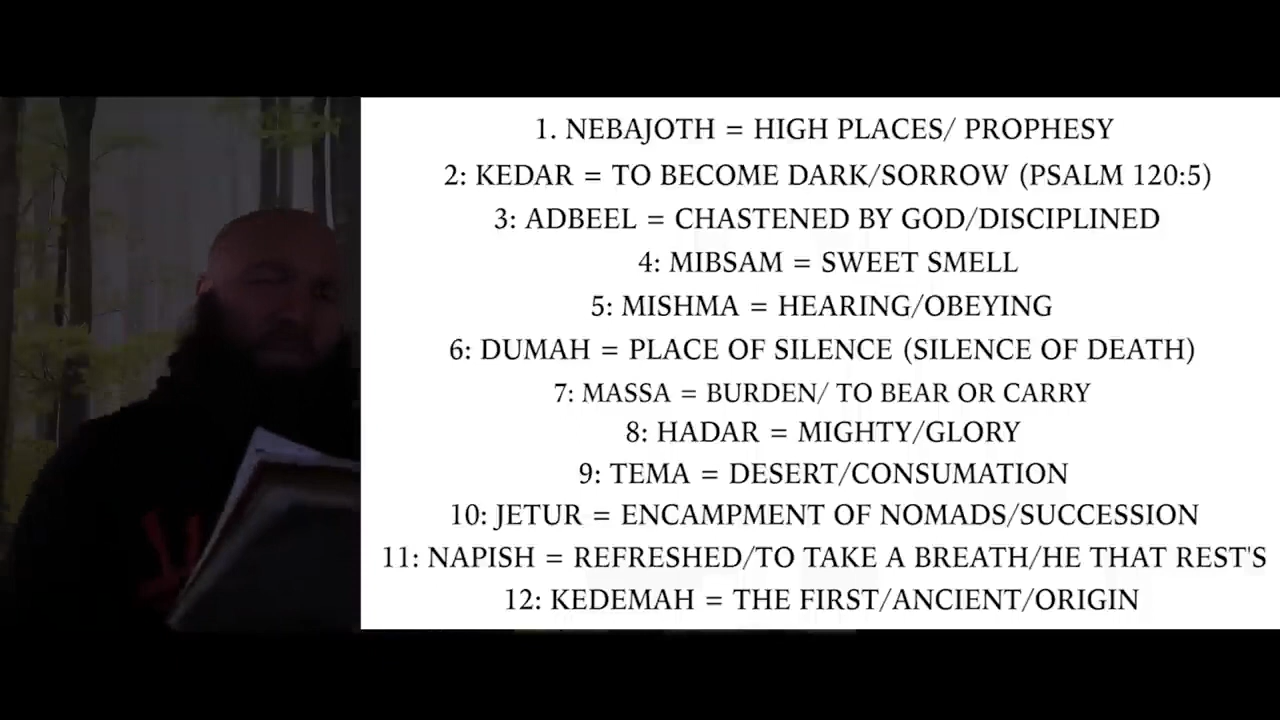 1. NEBAJOTH = HIGH PLACES/ PROPHESY
2: KEDAR = TO BECOME DARK/SORROW (PSALM 120:5)
3: ADBEEL = CHASTENED BY GOD/DISCIPLINED
4: MIBSAM = SWEET SMELL
5: MISHMA = HEARING/OBEYING
6: DUMAH = PLACE OF SILENCE (SILENCE OF DEATH)
7: MASSA = BURDEN/ TO BEAR OR CARRY
8: HADAR = MIGHTY/GLORY
9: TEMA = DESERT/CONSUMATION
10: JETUR = ENCAMPMENT OF NOMADS/SUCCESSION
11: NAPISH = REFRESHED/TO TAKE A BREATH/HE THAT REST'S
12: KEDEMAH = THE FIRST/ANCIENT/ORIGIN